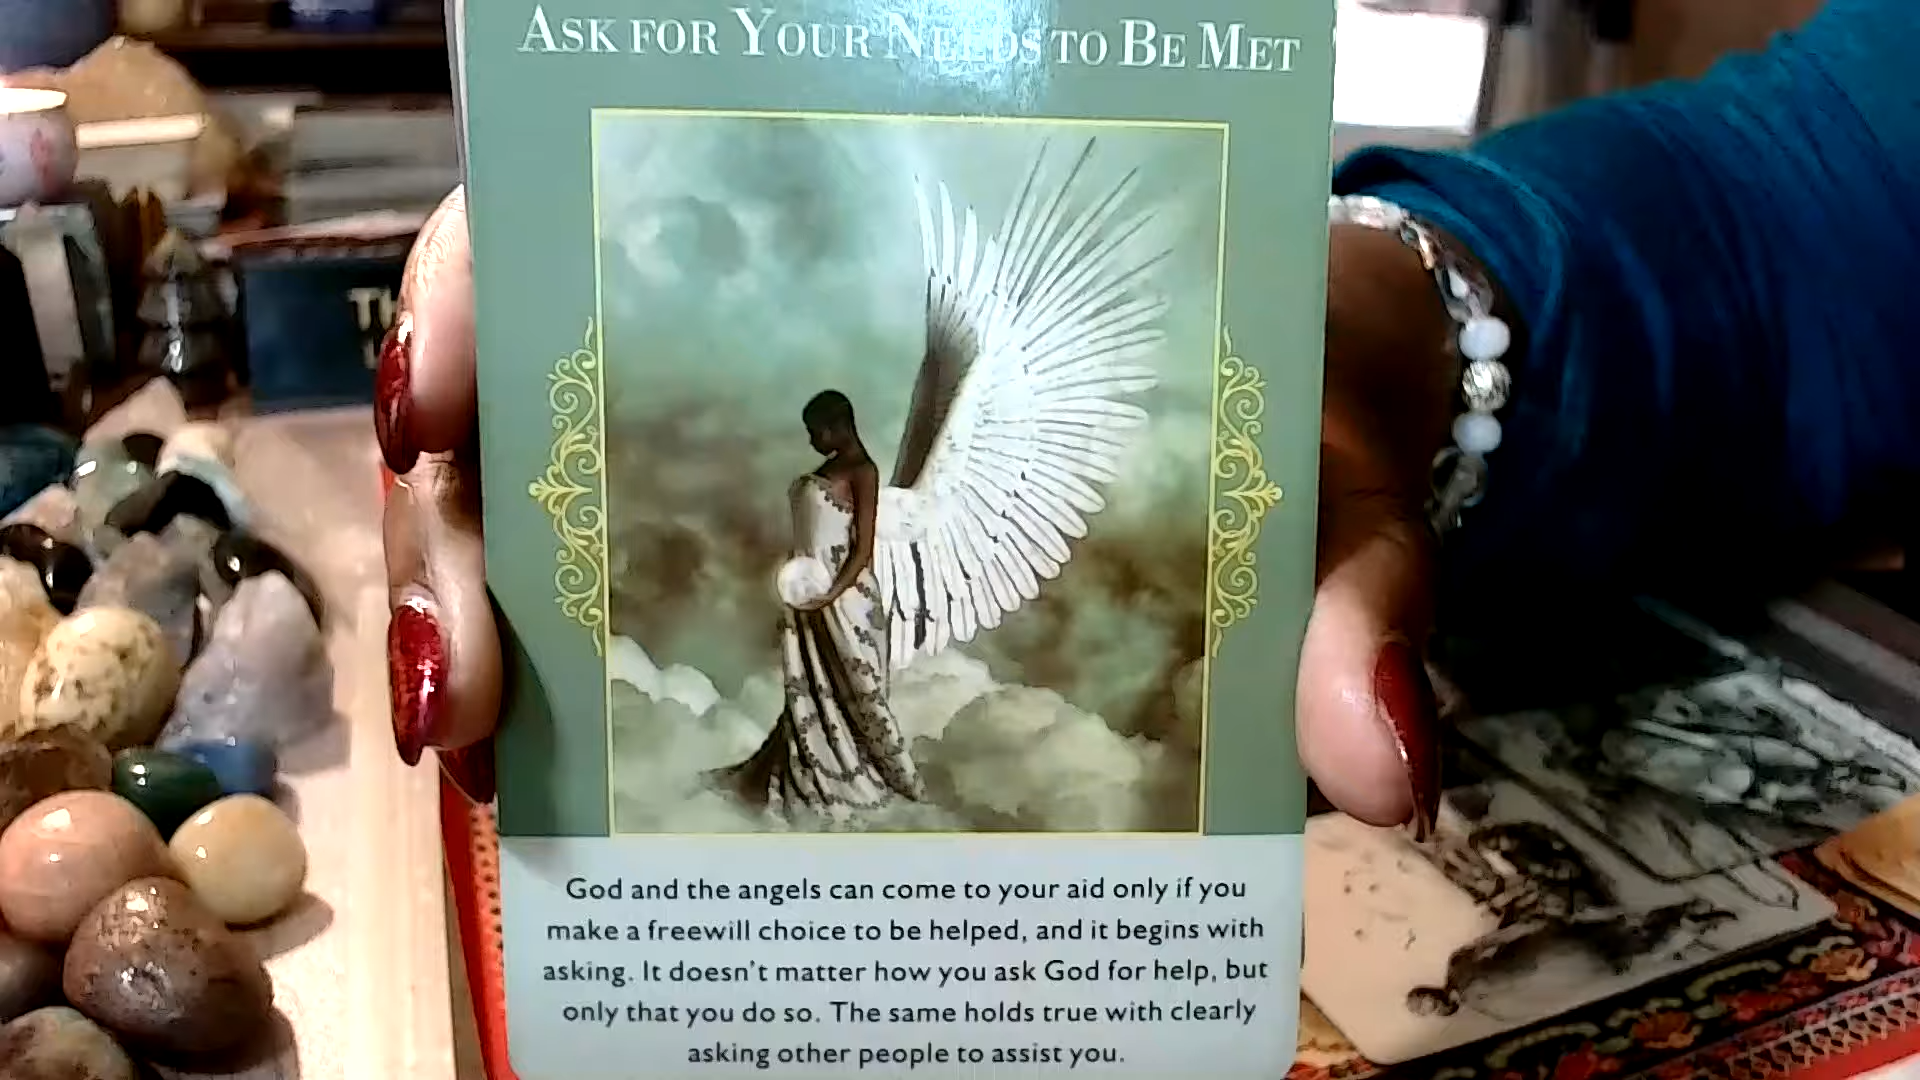 ASK FOR YOUR NEEDS TO BE MET
God and the angels can come to your aid only if you
make a freewill choice to be helped, and it begins with
asking. It doesn't matter how you ask God for help, but
only that you do so. The same holds true with clearly
asking other people to assist you.